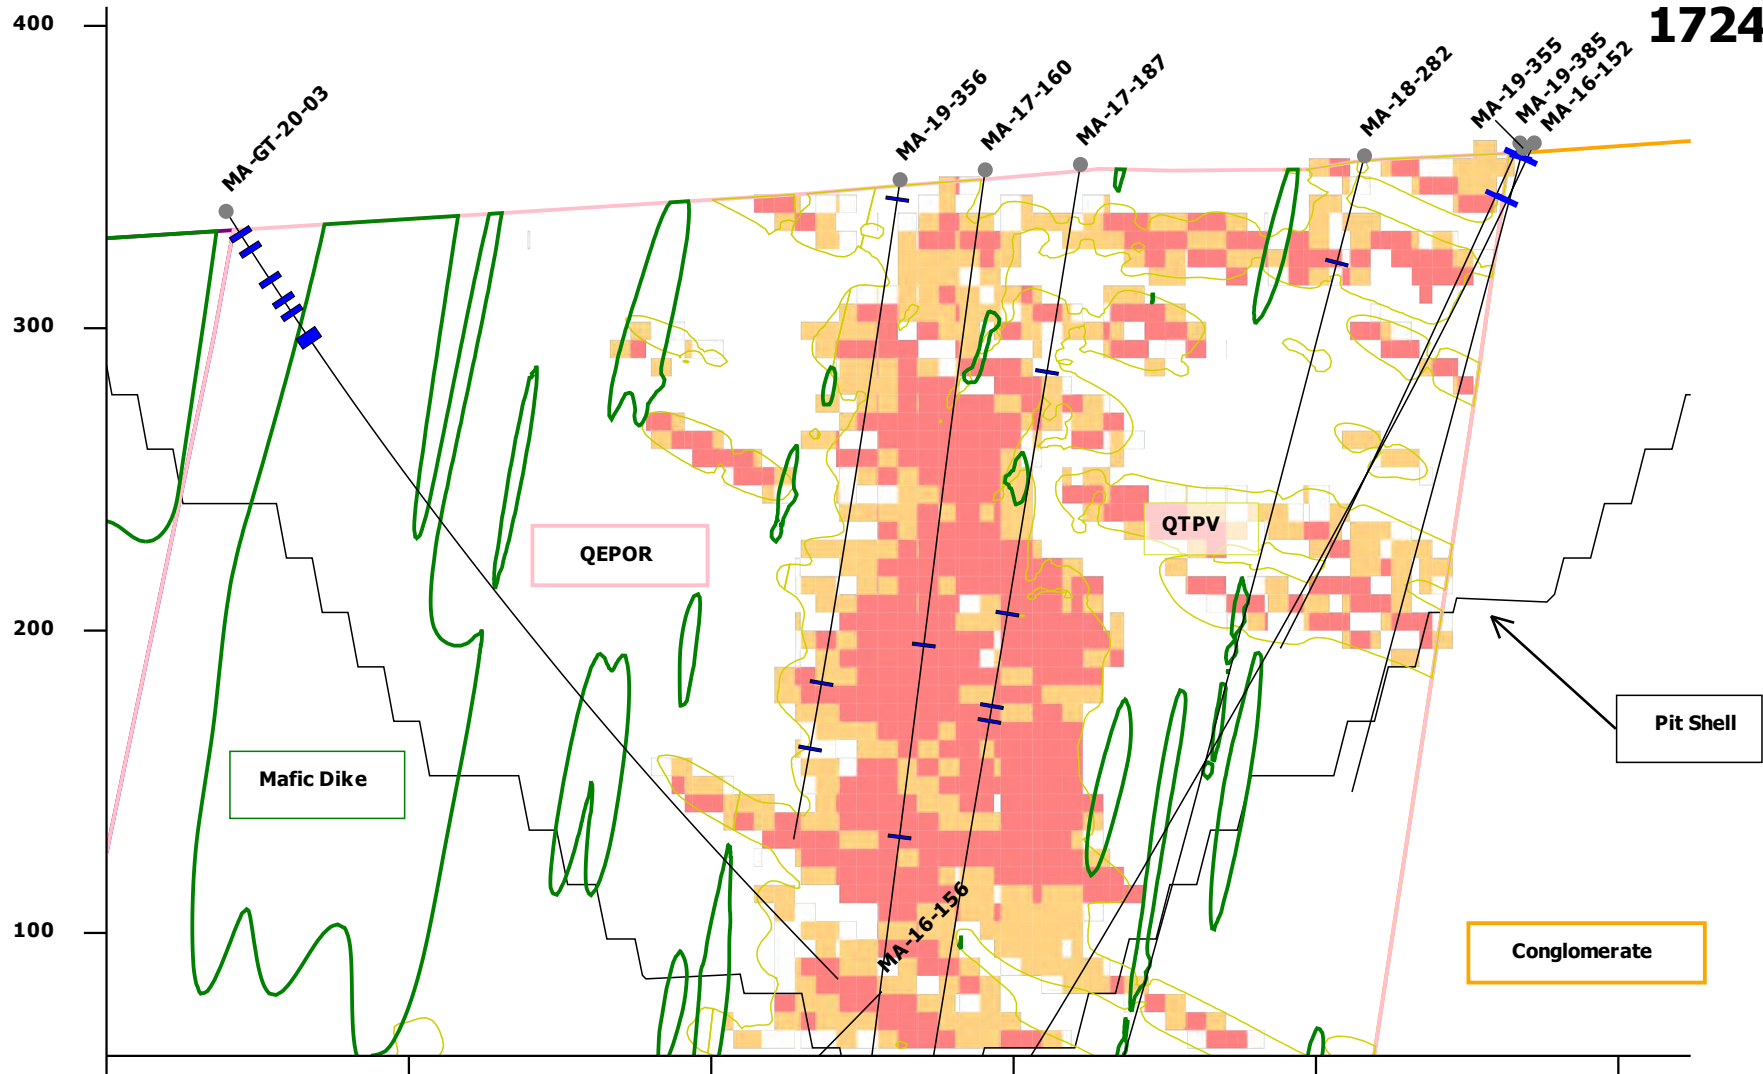 400
1724
MA-GT-20-03
MA-19-356
MA-17-160
MA-17-187
MA-18-282
MA-19-355
MA-19-385
MA-16-152
300
QEPOR
QTPV
200
Pit Shell
Mafic Dike
MA-16-156
100
Conglomerate